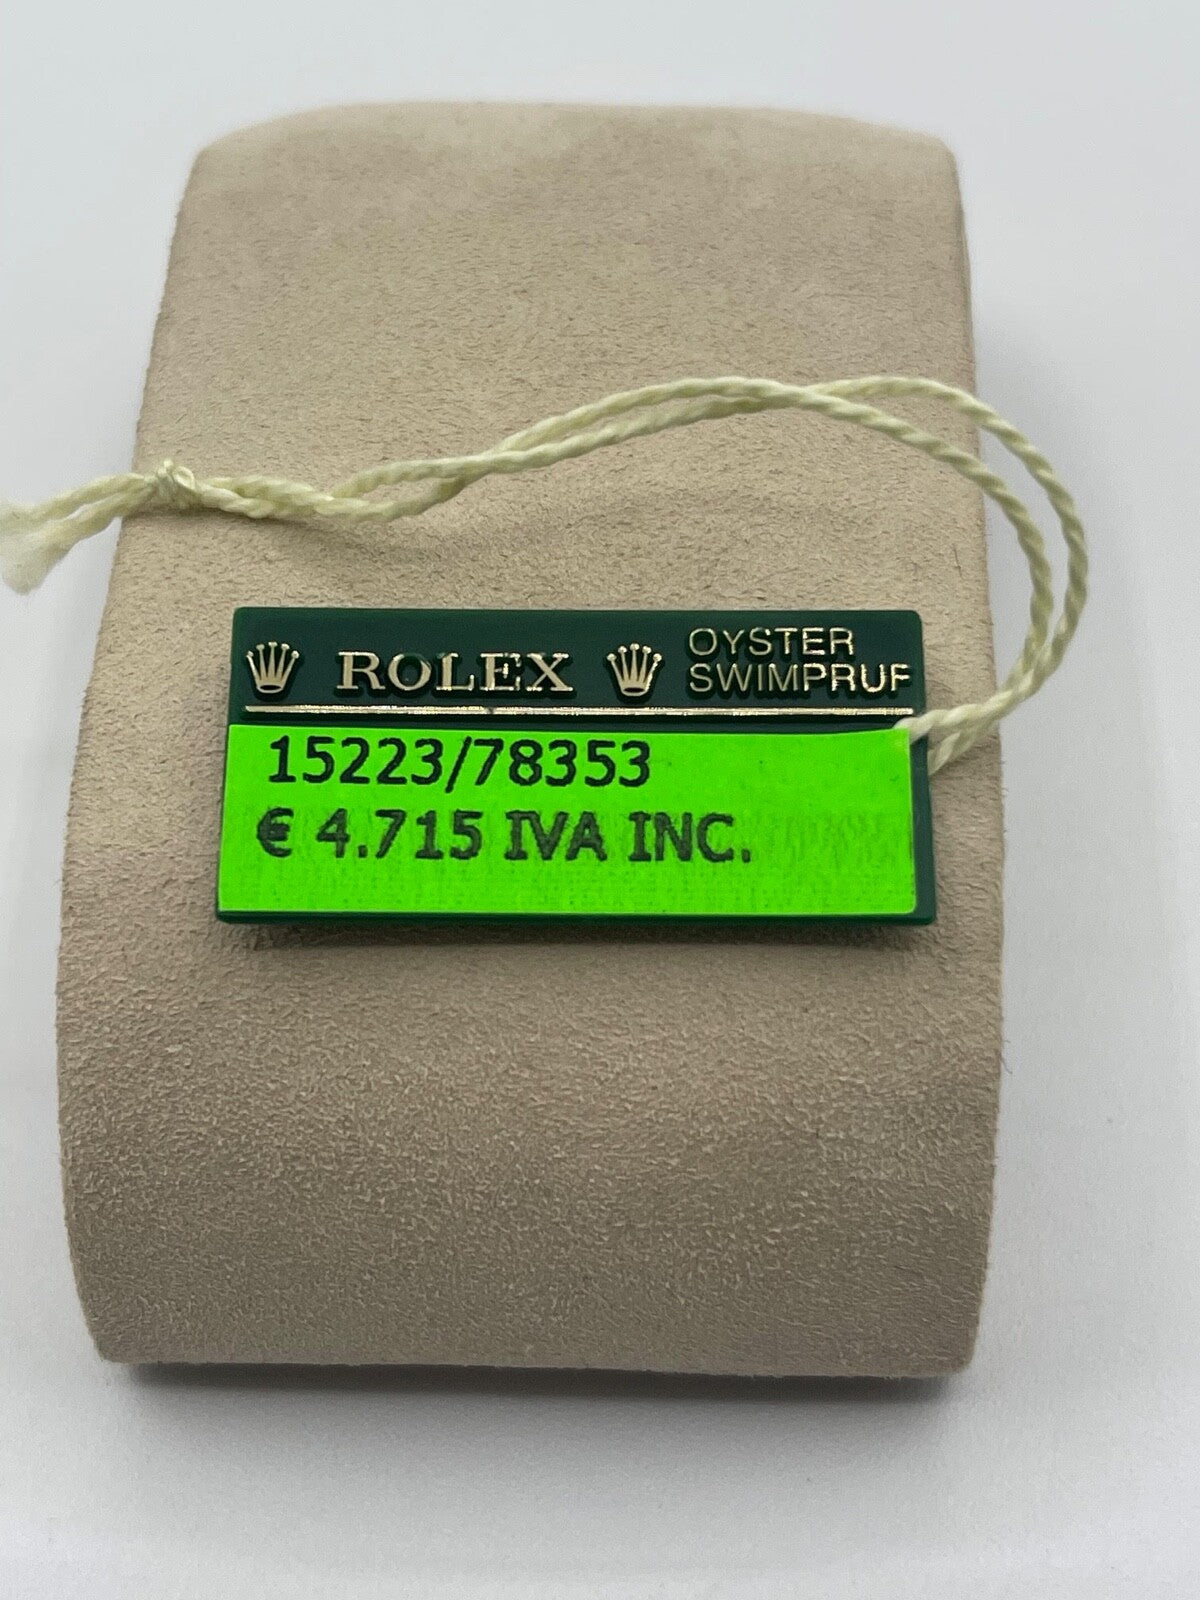 ROLEX
OYSTER
SWIMPRUF
15223/78353
€ 4.715 IVA INC.